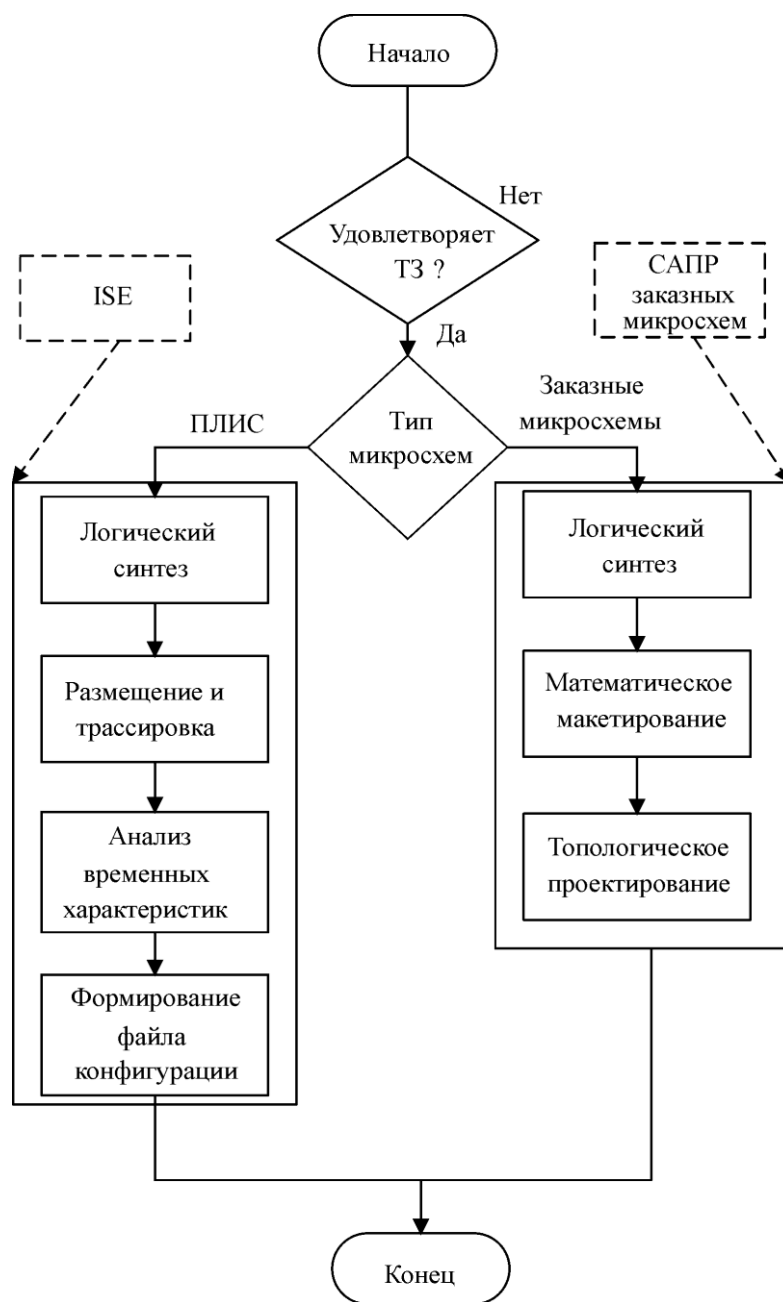 Начало
Нет
Удовлетворяет
ТЗ ?
Да
ISE
САПР
заказных
микросхем
ПЛИС
Тип
микросхем
Заказные
микросхемы
Логический
синтез
Размещение и
трассировка
Анализ
временных
характеристик
Формирование
файла
конфигурации
Логический
синтез
Математическое
макетирование
Топологическое
проектирование
Конец